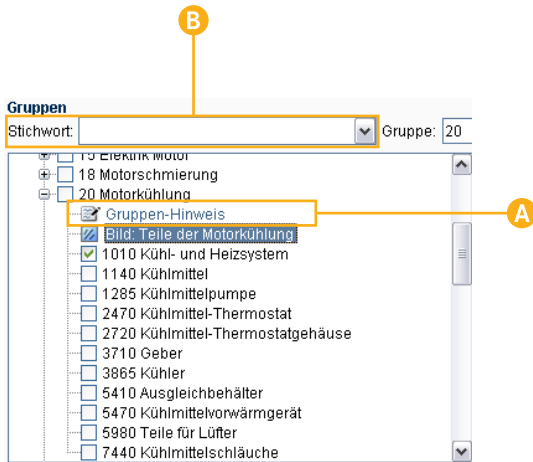 B
Gruppen
Stichwort: Gruppe: 20
15 Elektrik Motor
18 Motorschmierung
20 Motorkühlung
Gruppen-Hinweis
A
Bild: Teile der Motorkühlung
1010 Kühl- und Heizsystem
1140 Kühlmittel
1285 Kühlmittelpumpe
2470 Kühlmittel-Thermostat
2720 Kühlmittel-Thermostatgehäuse
3710 Geber
3865 Kühler
5410 Ausgleichbehälter
5470 Kühlmittelvorwärmgerät
5980 Teile für Lüfter
7440 Kühlmittelschläuche